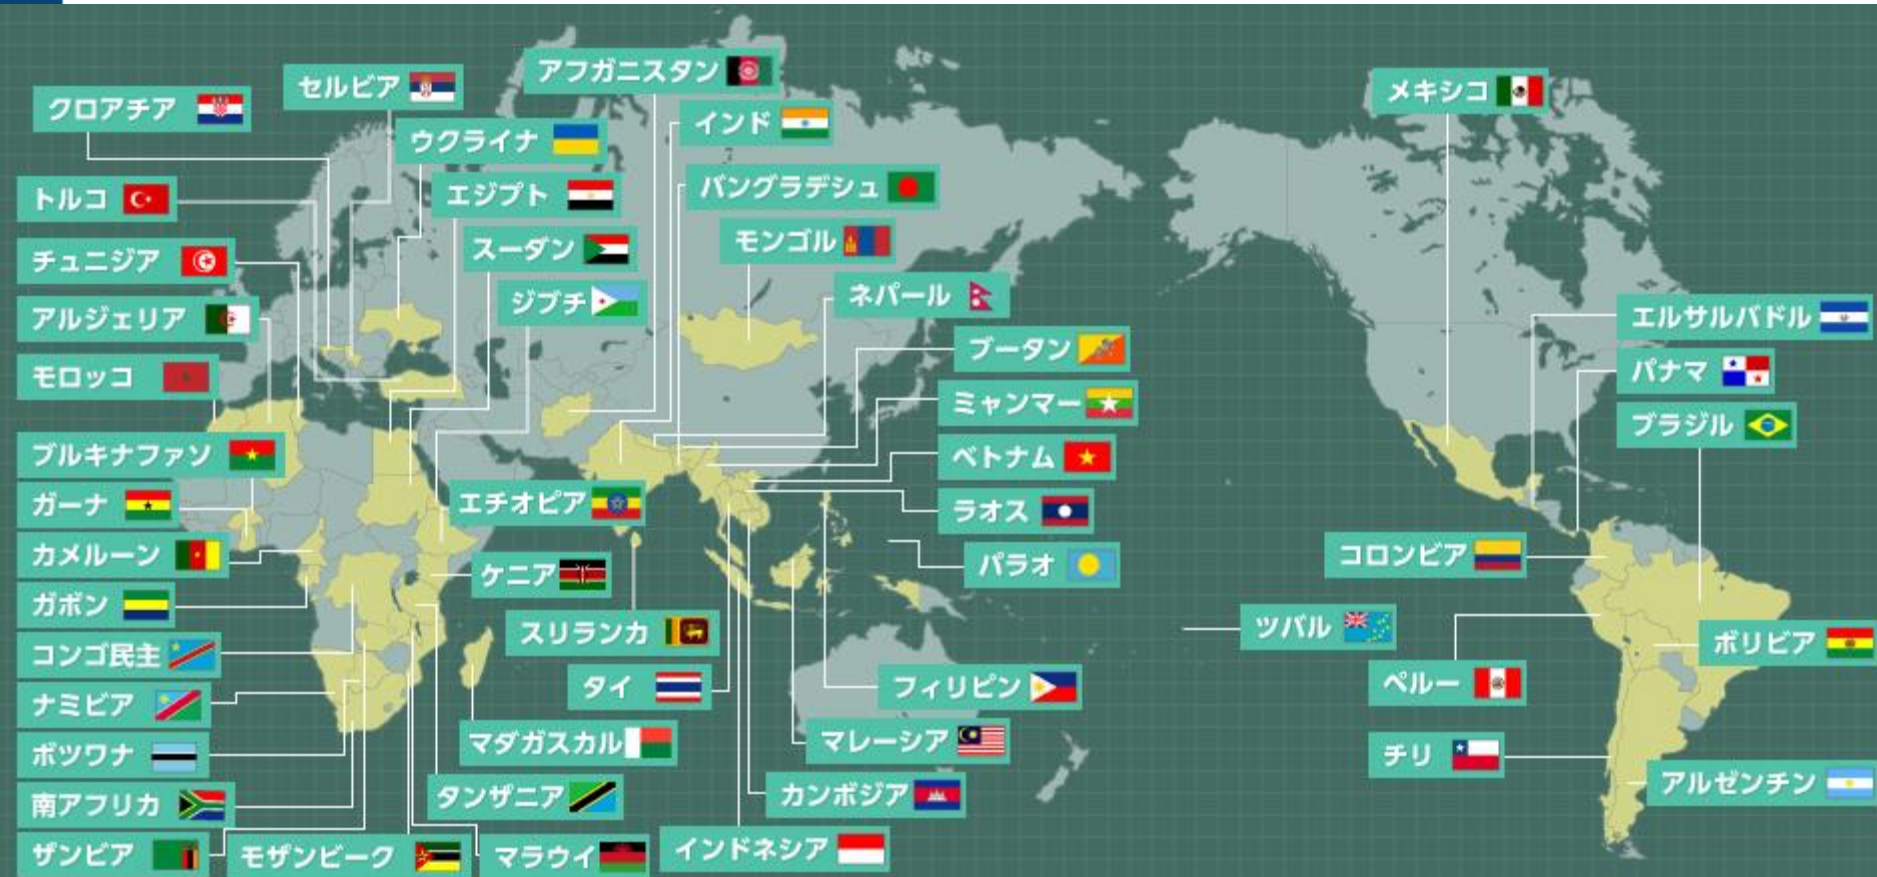 クロアチア
セルビア
アフガニスタン
メキシコ
ウクライナ
インド
トルコ
エジプト
バングラデシュ
チュニジア
スーダン
モンゴル
アルジェリア
ジブチ
ネパール
エルサルバドル
モロッコ
ブータン
パナマ
ミャンマー
ブラジル
ブルキナファソ
ベトナム
ガーナ
エチオピア
ラオス
カメルーン
ケニア
パラオ
コロンビア
ガボン
スリランカ
ツバル
ボリビア
コンゴ民主
タイ
フィリピン
ペルー
ナミビア
マダガスカル
マレーシア
ボツワナ
チリ
南アフリカ
タンザニア
カンボジア
アルゼンチン
ザンビア
モザンビーク
マラウイ
インドネシア